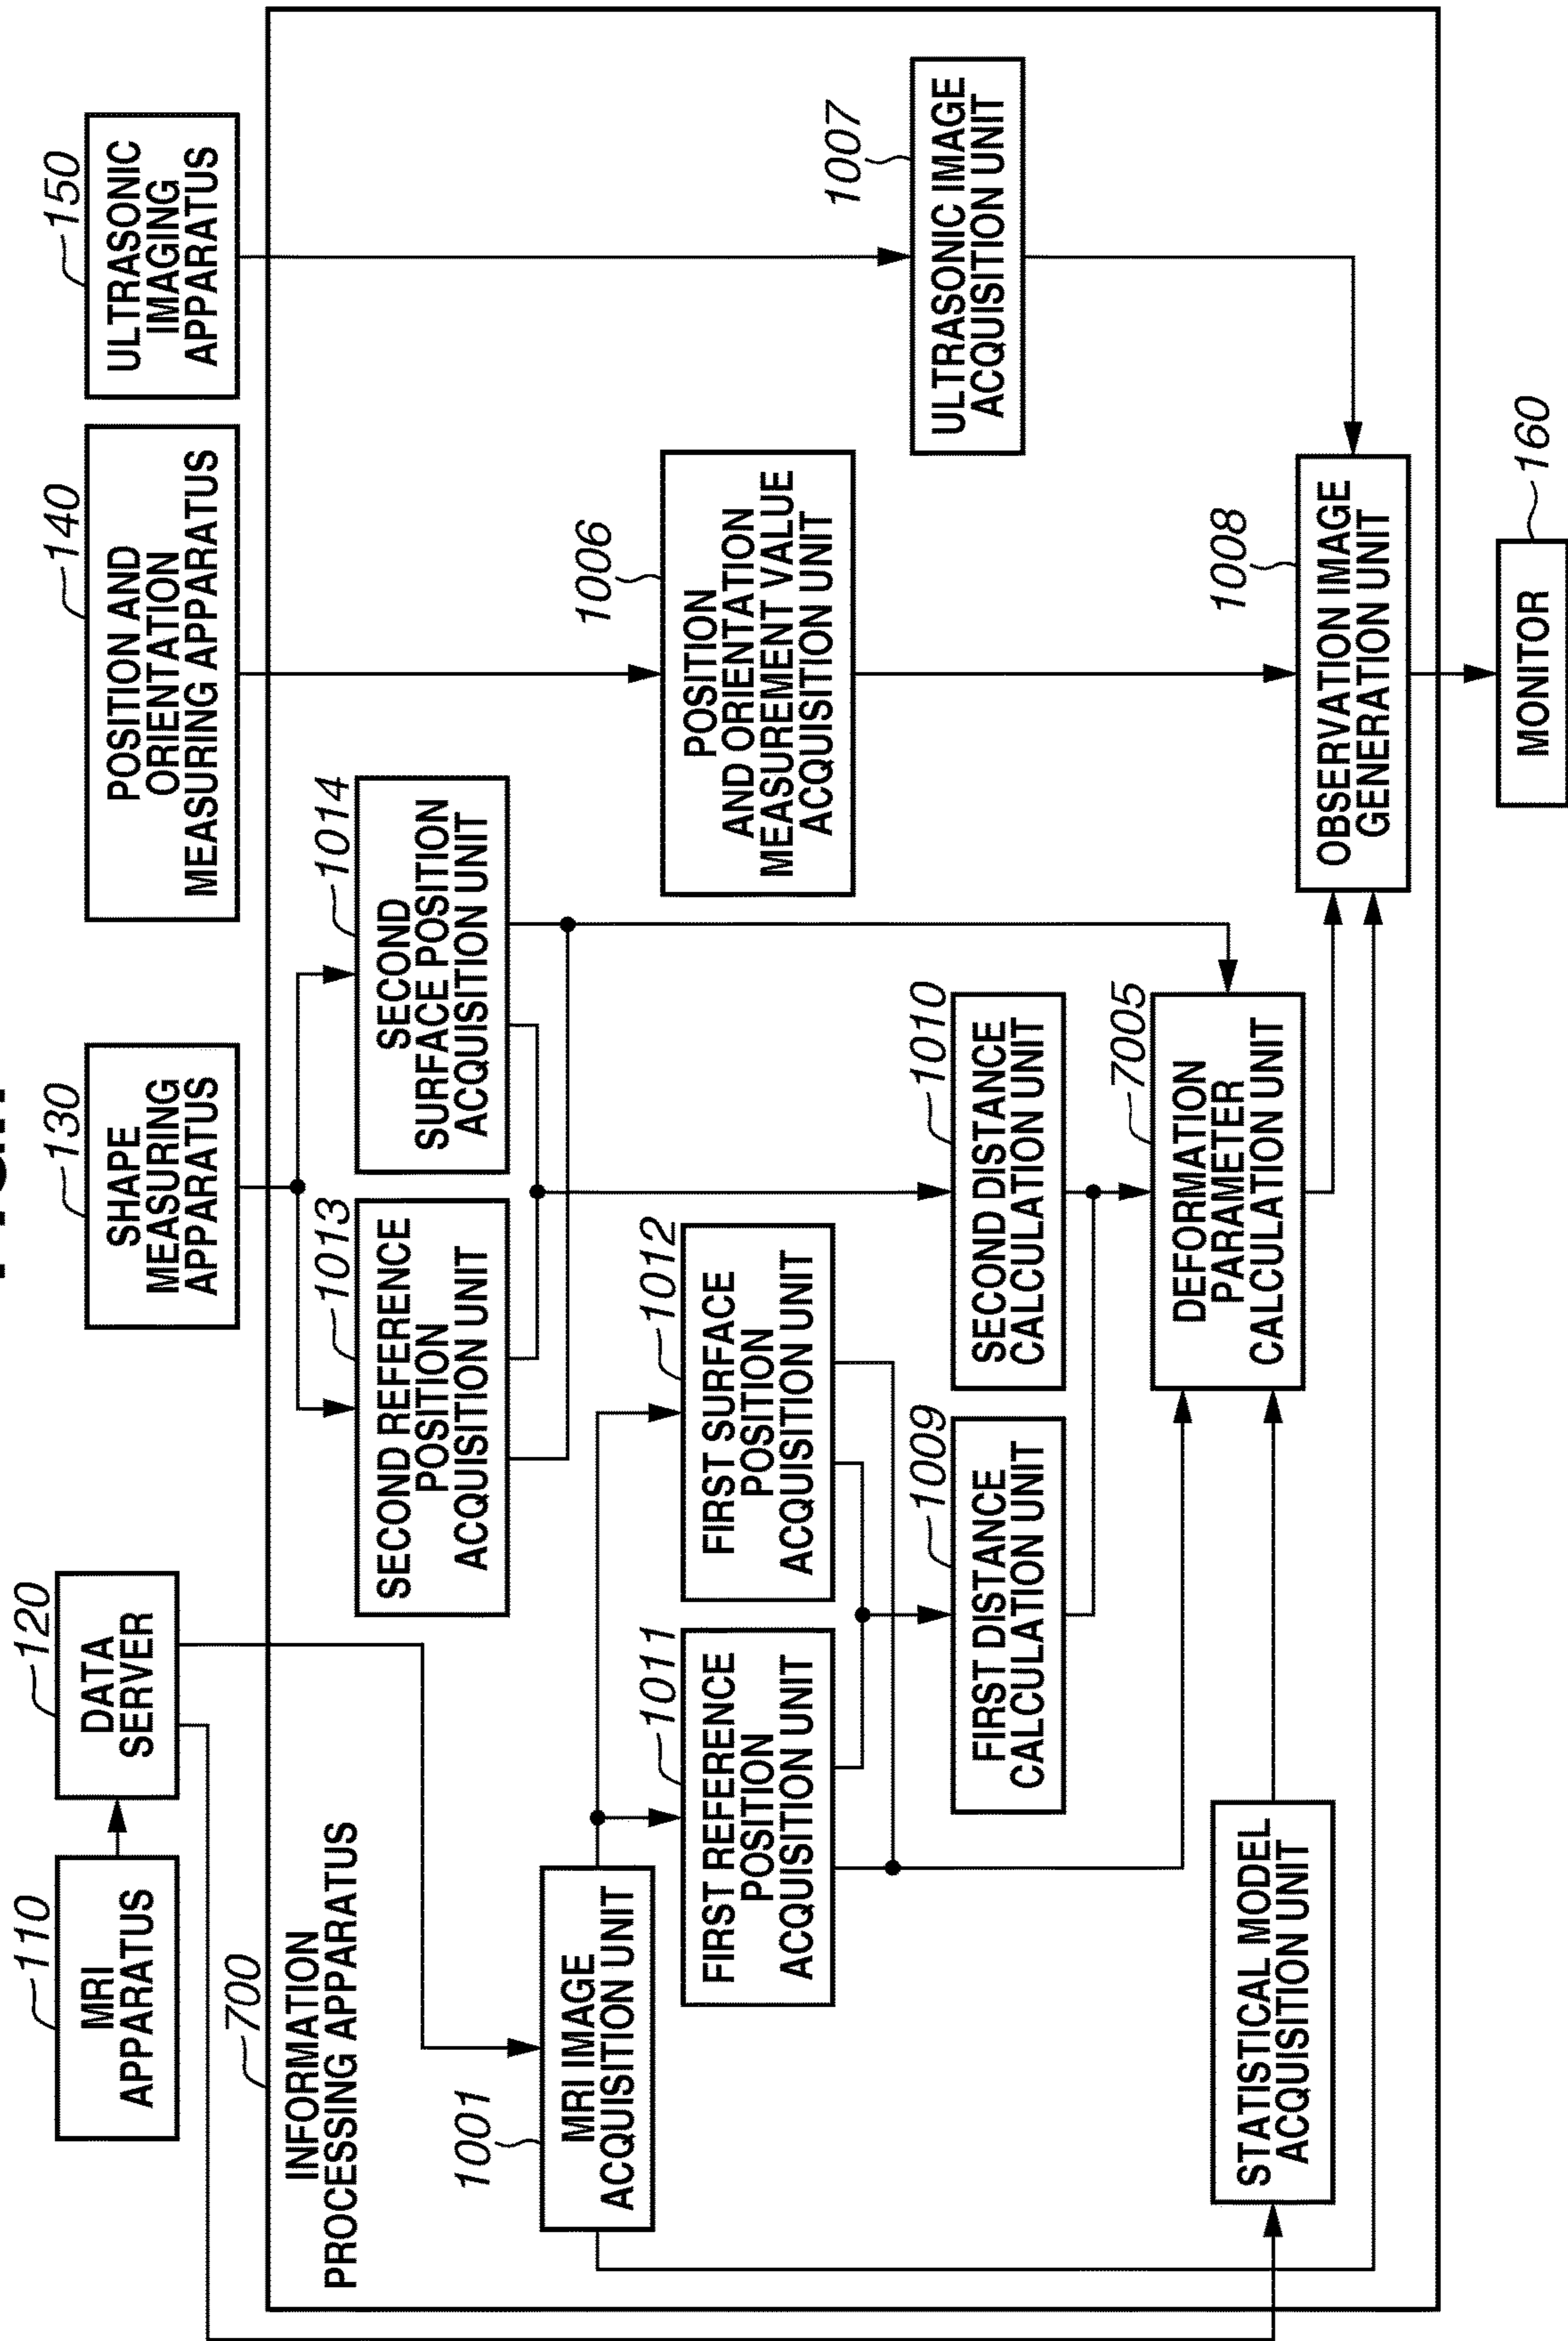 110
MRI
APPARATUS
120
DATA
SERVER
130
SHAPE
MEASURING
APPARATUS
140
POSITION AND
ORIENTATION
MEASURING APPARATUS
150
ULTRASONIC
IMAGING
APPARATUS
700
INFORMATION
PROCESSING APPARATUS
1013
SECOND REFERENCE
POSITION
ACQUISITION UNIT
1014
SECOND
SURFACE POSITION
ACQUISITION UNIT
1001
MRI IMAGE
ACQUISITION UNIT
1011
FIRST REFERENCE
POSITION
ACQUISITION UNIT
1012
FIRST SURFACE
POSITION
ACQUISITION UNIT
1006
POSITION
AND ORIENTATION
MEASUREMENT VALUE
ACQUISITION UNIT
1009
FIRST DISTANCE
CALCULATION UNIT
1010
SECOND DISTANCE
CALCULATION UNIT
1007
ULTRASONIC IMAGE
ACQUISITION UNIT
STATISTICAL MODEL
ACQUISITION UNIT
7005
DEFORMATION
PARAMETER
CALCULATION UNIT
1008
OBSERVATION IMAGE
GENERATION UNIT
MONITOR
160